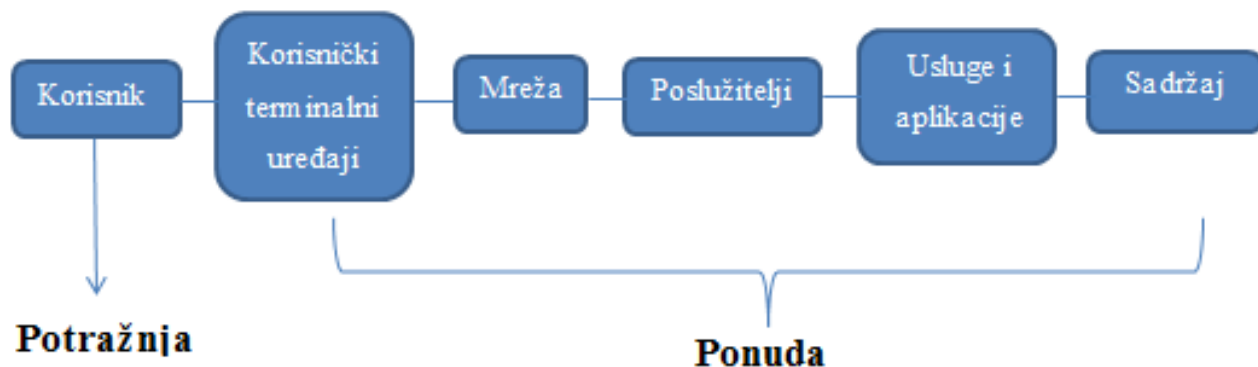 Korisnik
Korisnički
terminalni
uređaji
Mreža
Poslužitelji
Usluge i
aplikacije
Sadržaj
Potražnja
Ponuda